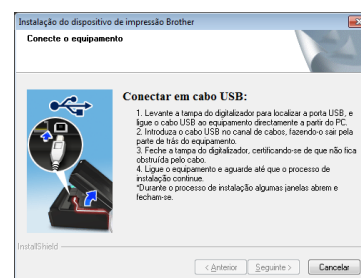 Instalação do dispositivo de impressão Brother
Conecte o equipamento
Conectar em cabo USB:
1. Levante a tampa do digitalizador para localizar a porta USB, e
ligue o cabo USB ao equipamento directamente a partir do PC.
2. Introduza o cabo USB no canal de cabos, fazendo-o sair pela
parte de trás do equipamento.
3. Feche a tampa do digitalizador, certificando-se de que não fica
obstruída pelo cabo.
4. Ligue o equipamento e aguarde até que o processo de
instalação continue.
*Durante o processo de instalação algumas janelas abrem e
fecham-se.
InstallShield
< Anterior
Seguinte >
Cancelar